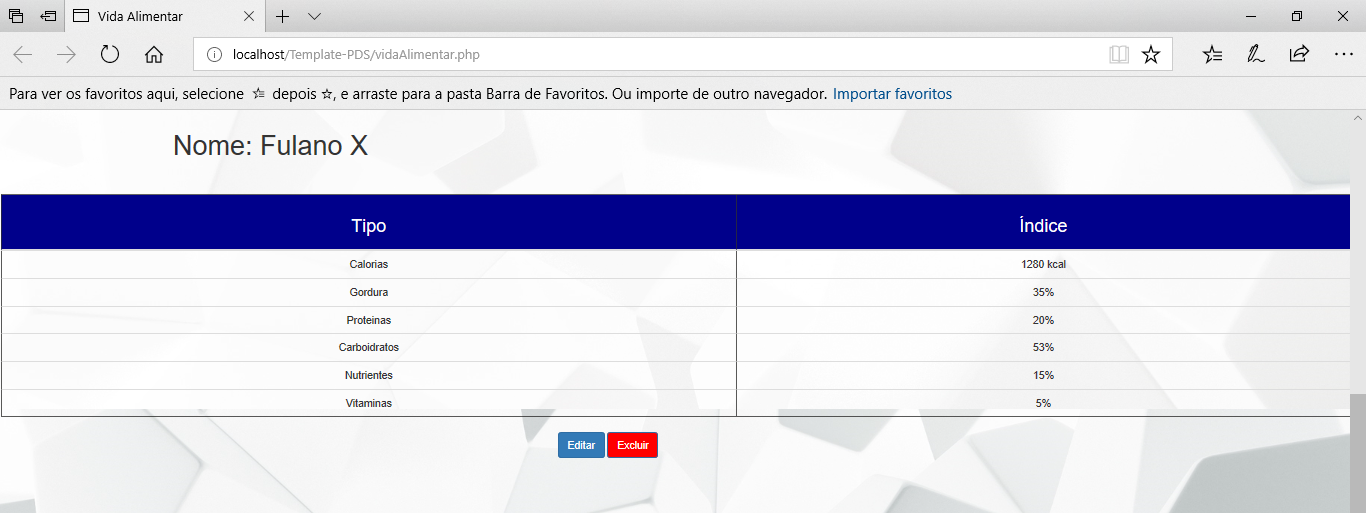 Vida Alimentar
localhost/Template-PDS/vidaAlimentar.php
Para ver os favoritos aqui, selecione depois ☆, e arraste para a pasta Barra de Favoritos. Ou importe de outro navegador. Importar favoritos
Nome: Fulano X
Tipo Índice
Calorias 1280 kcal
Gordura 35%
Proteinas 20%
Carboidratos 53%
Nutrientes 15%
Vitaminas 5%
Editar Excluir